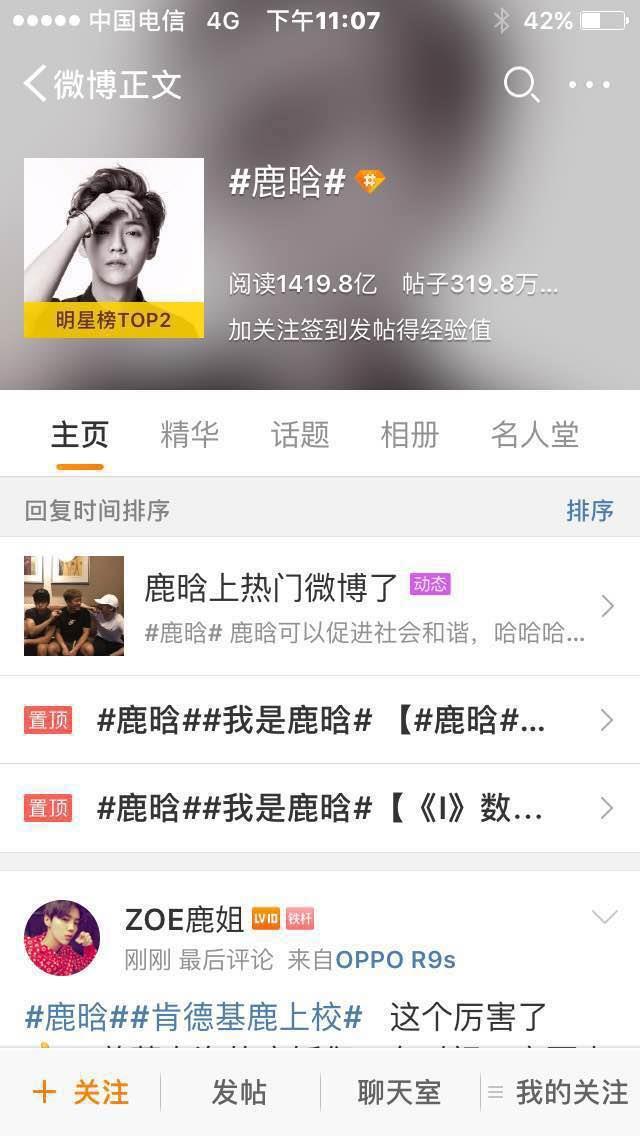 中国电信 4G 下午11:07 42%
微博正文
#鹿晗#
阅读1419.8亿 帖子319.8万...
加关注签到发帖得经验值
明星榜TOP2
主页 精华 话题 相册 名人堂
回复时间排序 排序
鹿晗上热门微博了 动态
#鹿晗# 鹿晗可以促进社会和谐，哈哈哈...
置顶 #鹿晗##我是鹿晗# 【#鹿晗#...
置顶 #鹿晗##我是鹿晗#【《I》数...
ZOE鹿姐 LV10 铁杆
刚刚 最后评论 来自OPPO R9s
#鹿晗##肯德基鹿上校# 这个厉害了
+ 关注 发帖 聊天室 我的关注